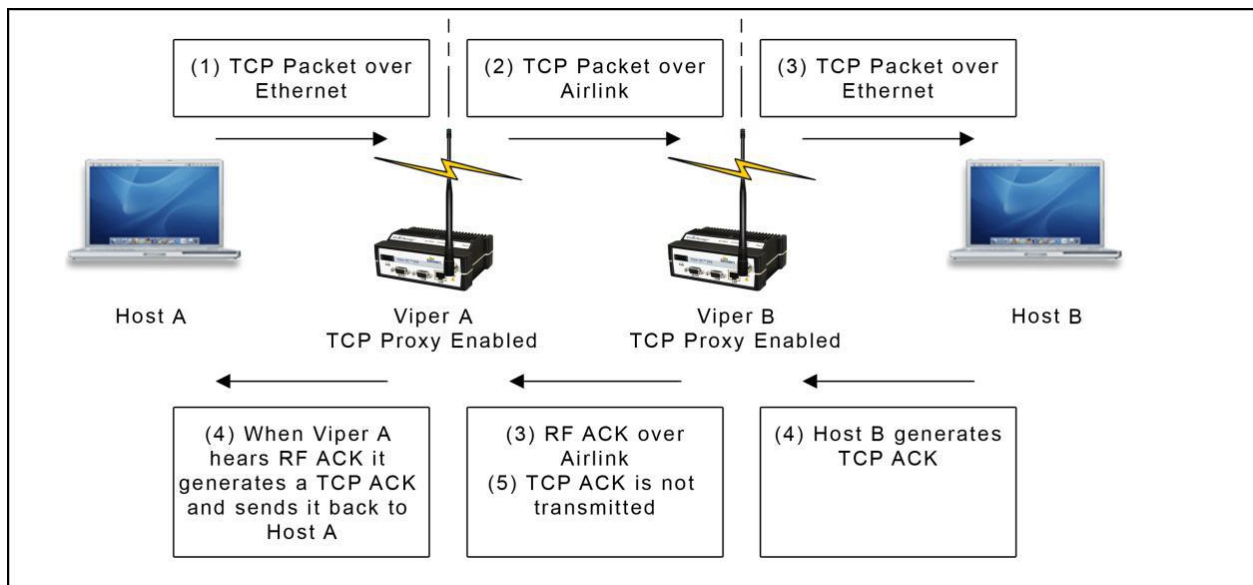 (1) TCP Packet over
Ethernet
(2) TCP Packet over
Airlink
(3) TCP Packet over
Ethernet
Host A
Viper A
TCP Proxy Enabled
Viper B
TCP Proxy Enabled
Host B
(4) When Viper A
hears RF ACK it
generates a TCP ACK
and sends it back to
Host A
(3) RF ACK over
Airlink
(5) TCP ACK is not
transmitted
(4) Host B generates
TCP ACK